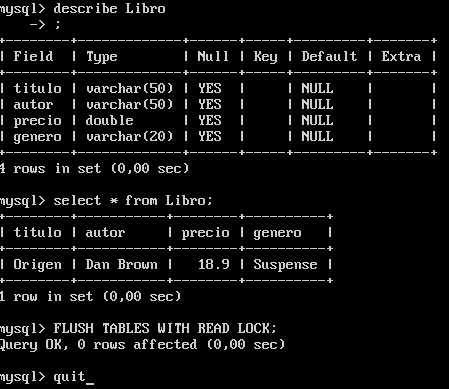 mysql> describe Libro
    -> ;
+--------+-------------+------+-----+---------+-------+
| Field  | Type        | Null | Key | Default | Extra |
+--------+-------------+------+-----+---------+-------+
| titulo | varchar(50) | YES  |     | NULL    |       |
| autor  | varchar(50) | YES  |     | NULL    |       |
| precio | double      | YES  |     | NULL    |       |
| genero | varchar(20) | YES  |     | NULL    |       |
+--------+-------------+------+-----+---------+-------+
4 rows in set (0,00 sec)
mysql> select * from Libro;
+--------+-----------+--------+----------+
| titulo | autor     | precio | genero   |
+--------+-----------+--------+----------+
| Origen | Dan Brown |   18.9 | Suspense |
+--------+-----------+--------+----------+
1 row in set (0,00 sec)
mysql> FLUSH TABLES WITH READ LOCK;
Query OK, 0 rows affected (0,00 sec)
mysql> quit_